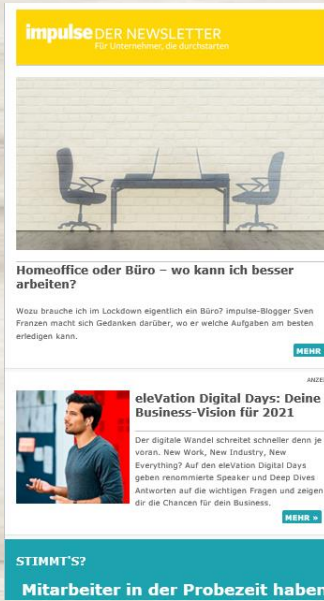 impulse DER NEWSLETTER
Für Unternehmer, die durchstarten
Homeoffice oder Büro – wo kann ich besser
arbeiten?
Wozu brauche ich im Lockdown eigentlich ein Büro? impulse-Blogger Sven
Franzen macht sich Gedanken darüber, wo er welche Aufgaben am besten
erledigen kann.
MEHR
ANZEI
eleVation Digital Days: Deine
Business-Vision für 2021
Der digitale Wandel schreitet schneller denn je
voran. New Work, New Industry, New
Everything? Auf den eleVation Digital Days
geben renommierte Speaker und Deep Dives
Antworten auf die wichtigen Fragen und zeigen
dir die Chancen für dein Business.
MEHR »
STIMMT'S?
Mitarbeiter in der Probezeit haben